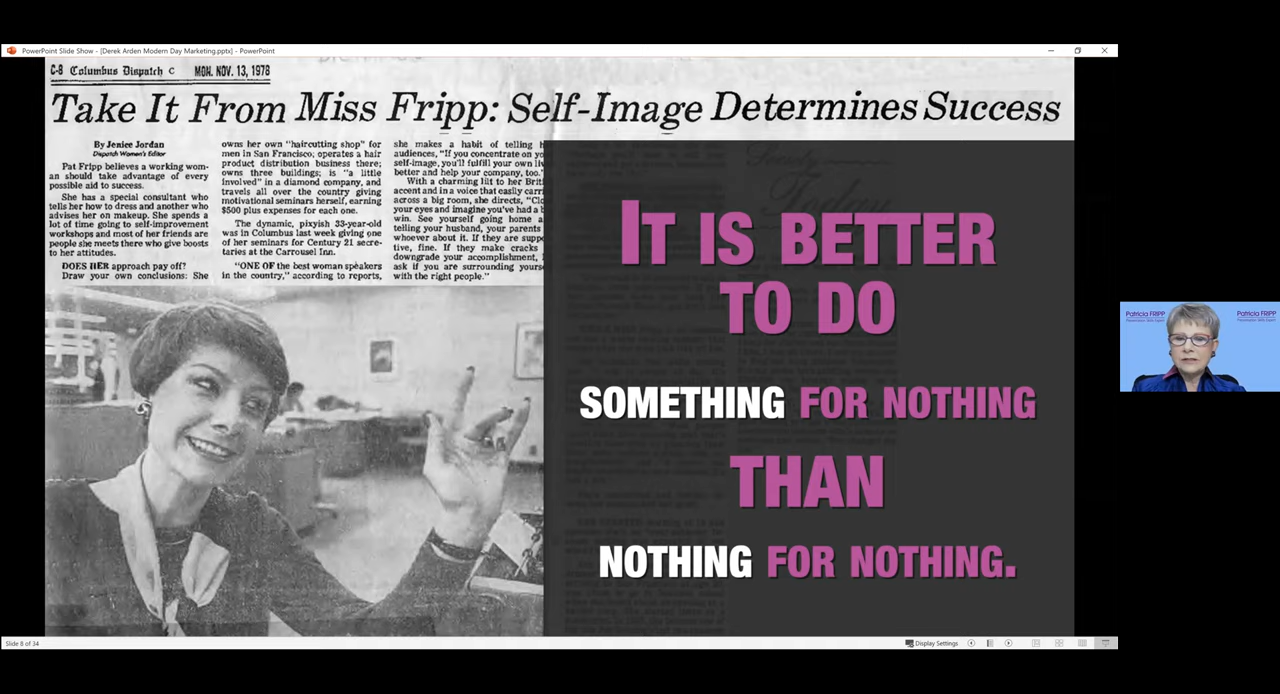 PowerPoint Slide Show - [Derek Arden Modern Day Marketing.pptx] - PowerPoint
C-8 Columbus Dispatch C MON. NOV. 13, 1978
Take It From Miss Fripp: Self-Image Determines Success
By Jenice Jordan
Dispatch Women's Editor
Pat Fripp believes a working wom-
an should take advantage of every
possible aid to success.
She has a special consultant who
tells her how to dress and another who
advises her on makeup. She spends a
lot of time going to self-improvement
workshops and most of her friends are
people she meets there who give boosts
to her attitudes.
DOES HER approach pay off?
Draw your own conclusions: She
owns her own "haircutting shop" for
men in San Francisco; operates a hair
product distribution business there;
owns three buildings; is "a little
involved" in a diamond company, and
travels all over the country giving
motivational seminars herself, earning
$500 plus expenses for each one.
The dynamic, pixyish 33-year-old
was in Columbus last week giving one
of her seminars for Century 21 secre-
taries at the Carrousel Inn.
"ONE OF the best woman speakers
in the country," according to reports,
she makes a habit of telling h
audiences, "If you concentrate on yo
self-image, you'll fulfill your own liv
better and help your company, too."
With a charming lilt to her Briti
accent and in a voice that easily carri
across a big room, she directs, "Clo
your eyes and imagine you've had a b
win. See yourself going home a
telling your husband, your parents
whoever about it. If they are suppo
tive, fine. If they make cracks
downgrade your accomplishment,
ask if you are surrounding yourse
with the right people."
IT IS BETTER
TO DO
SOMETHING FOR NOTHING
THAN
NOTHING FOR NOTHING.
Patricia FRIPP Patricia FRIPP
Presentation Skills Expert
Slide 8 of 34 Display Settings